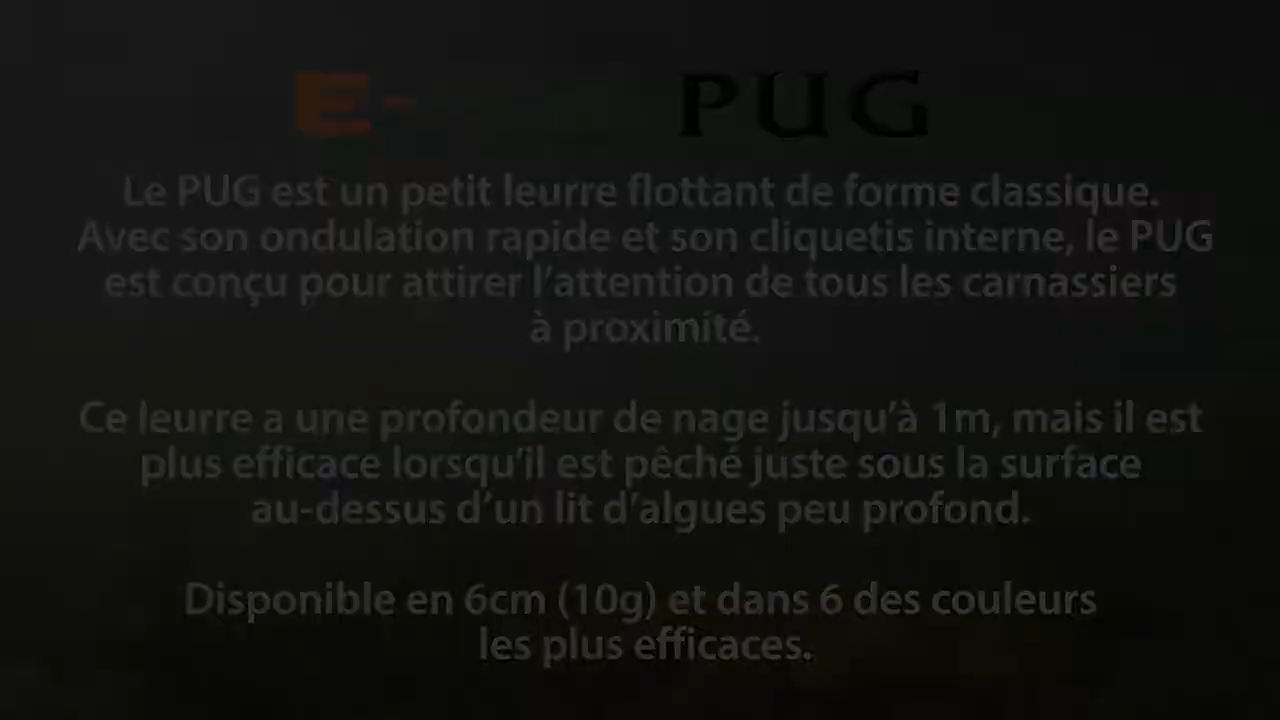 E- PUG
Le PUG est un petit leurre flottant de forme classique.
Avec son ondulation rapide et son cliquetis interne, le PUG
est conçu pour attirer l'attention de tous les carnassiers
à proximité.
Ce leurre a une profondeur de nage jusqu'à 1m, mais il est
plus efficace lorsqu'il est pêché juste sous la surface
au-dessus d'un lit d'algues peu profond.
Disponible en 6cm (10g) et dans 6 des couleurs
les plus efficaces.